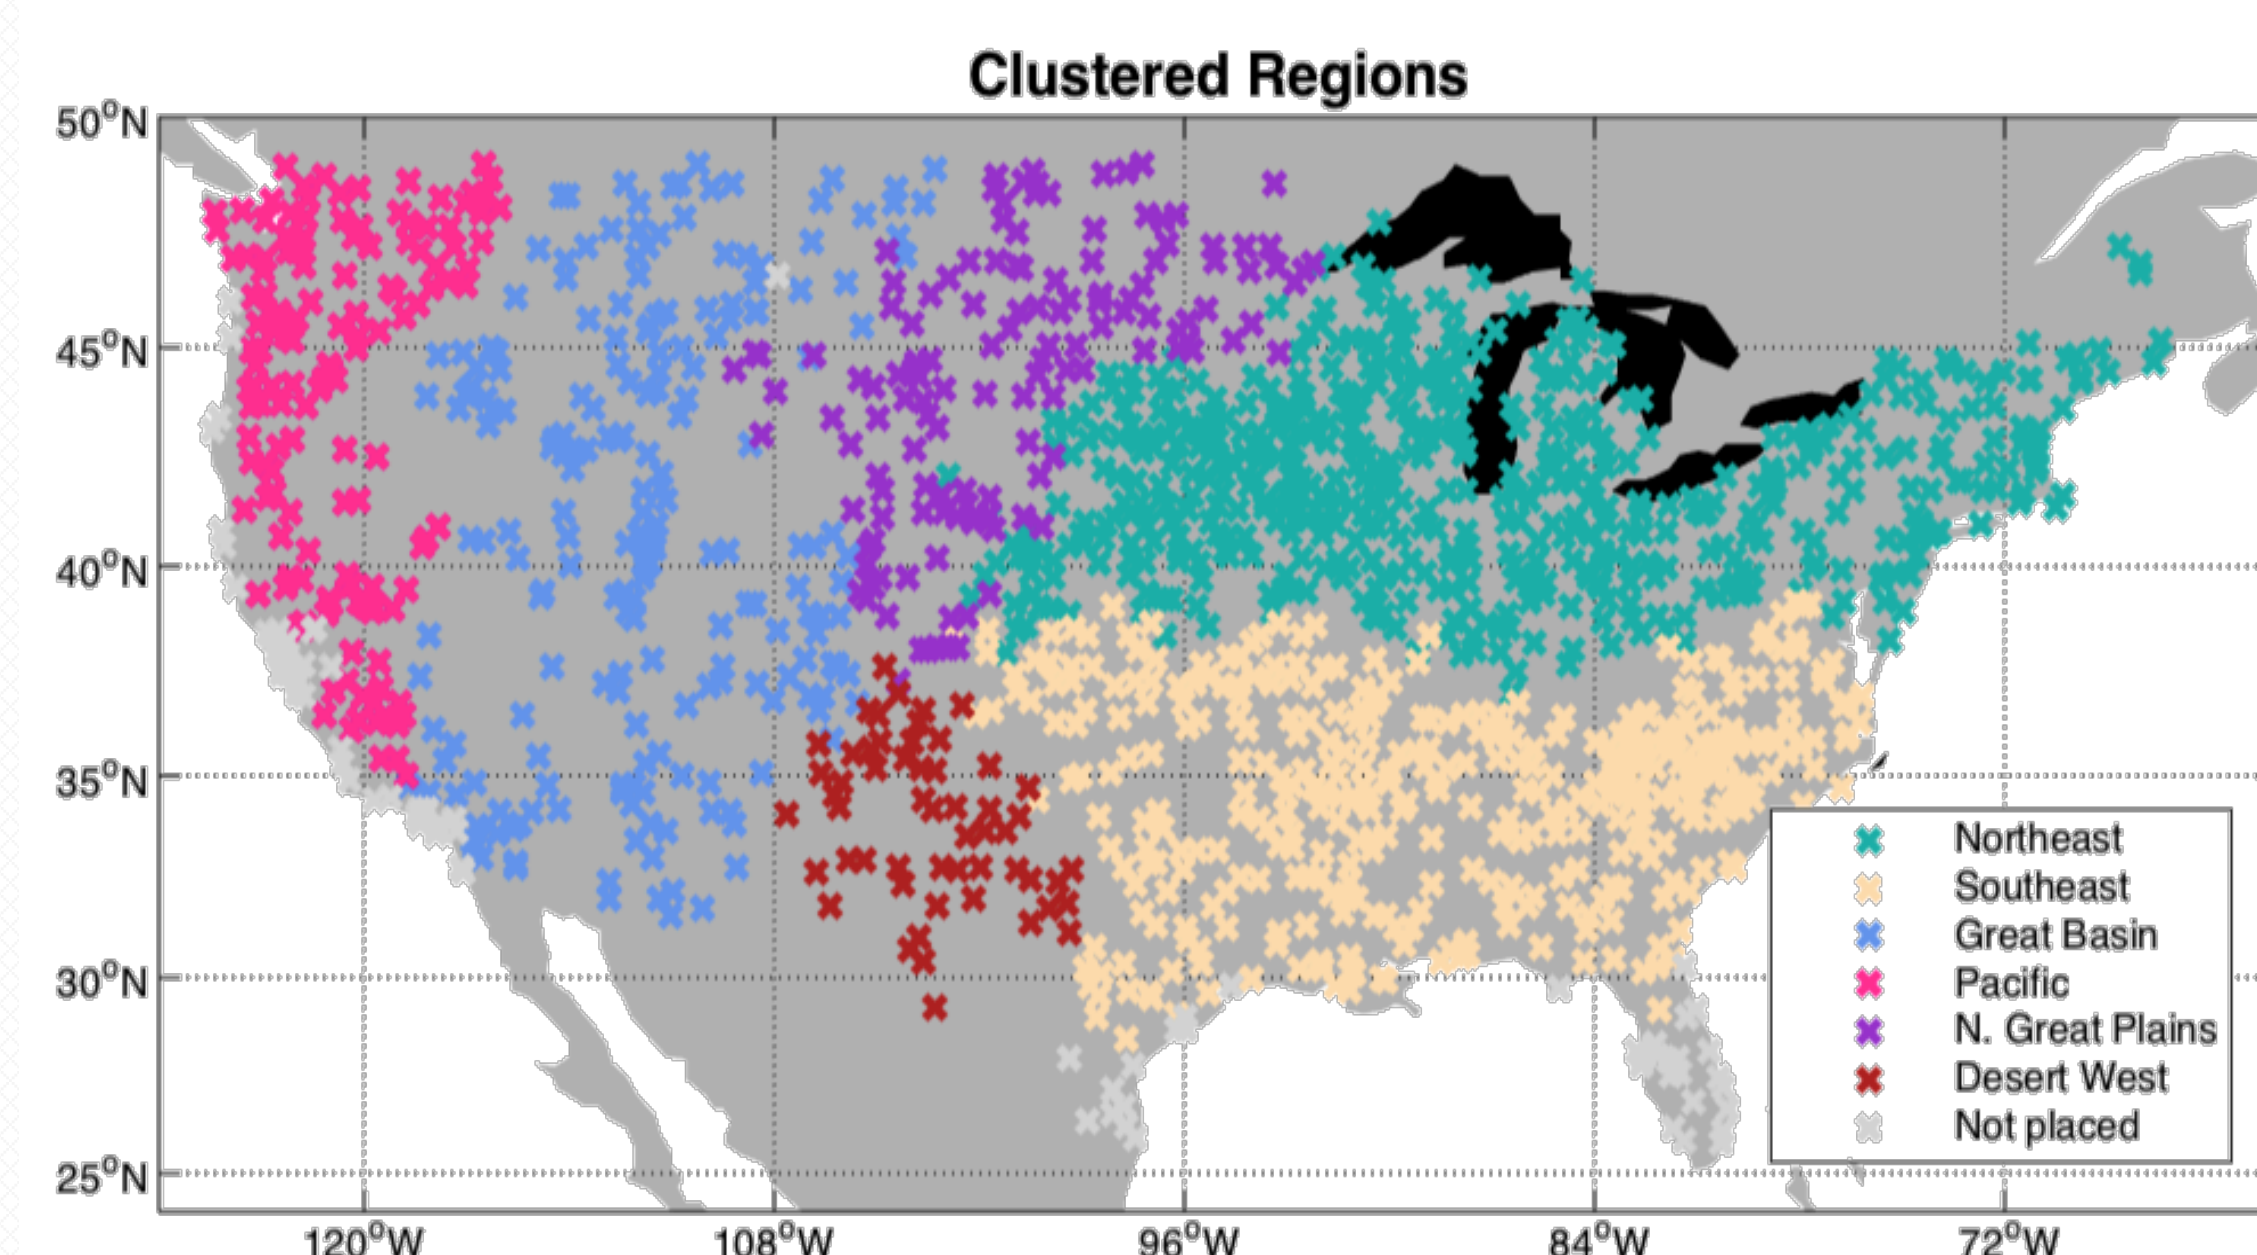 Clustered Regions
50°N
45°N
40°N
35°N
30°N
25°N
120°W
108°W
96°W
84°W
72°W
Northeast
Southeast
Great Basin
Pacific
N. Great Plains
Desert West
Not placed